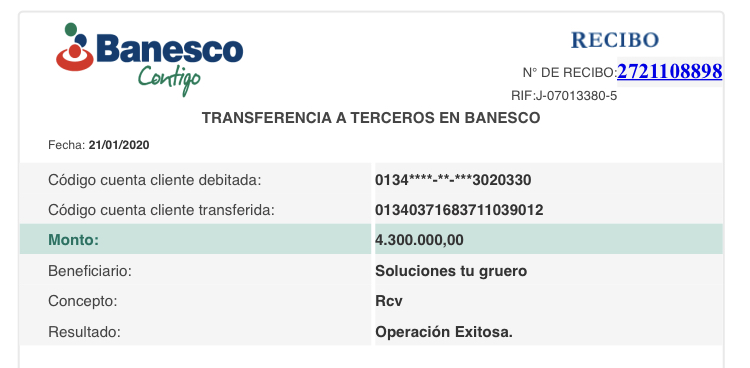 Banesco
Contigo
RECIBO
N° DE RECIBO:2721108898
RIF:J-07013380-5
TRANSFERENCIA A TERCEROS EN BANESCO
Fecha: 21/01/2020
Código cuenta cliente debitada: 0134****-**-***3020330
Código cuenta cliente transferida: 01340371683711039012
Monto: 4.300.000,00
Beneficiario: Soluciones tu gruero
Concepto: Rcv
Resultado: Operación Exitosa.